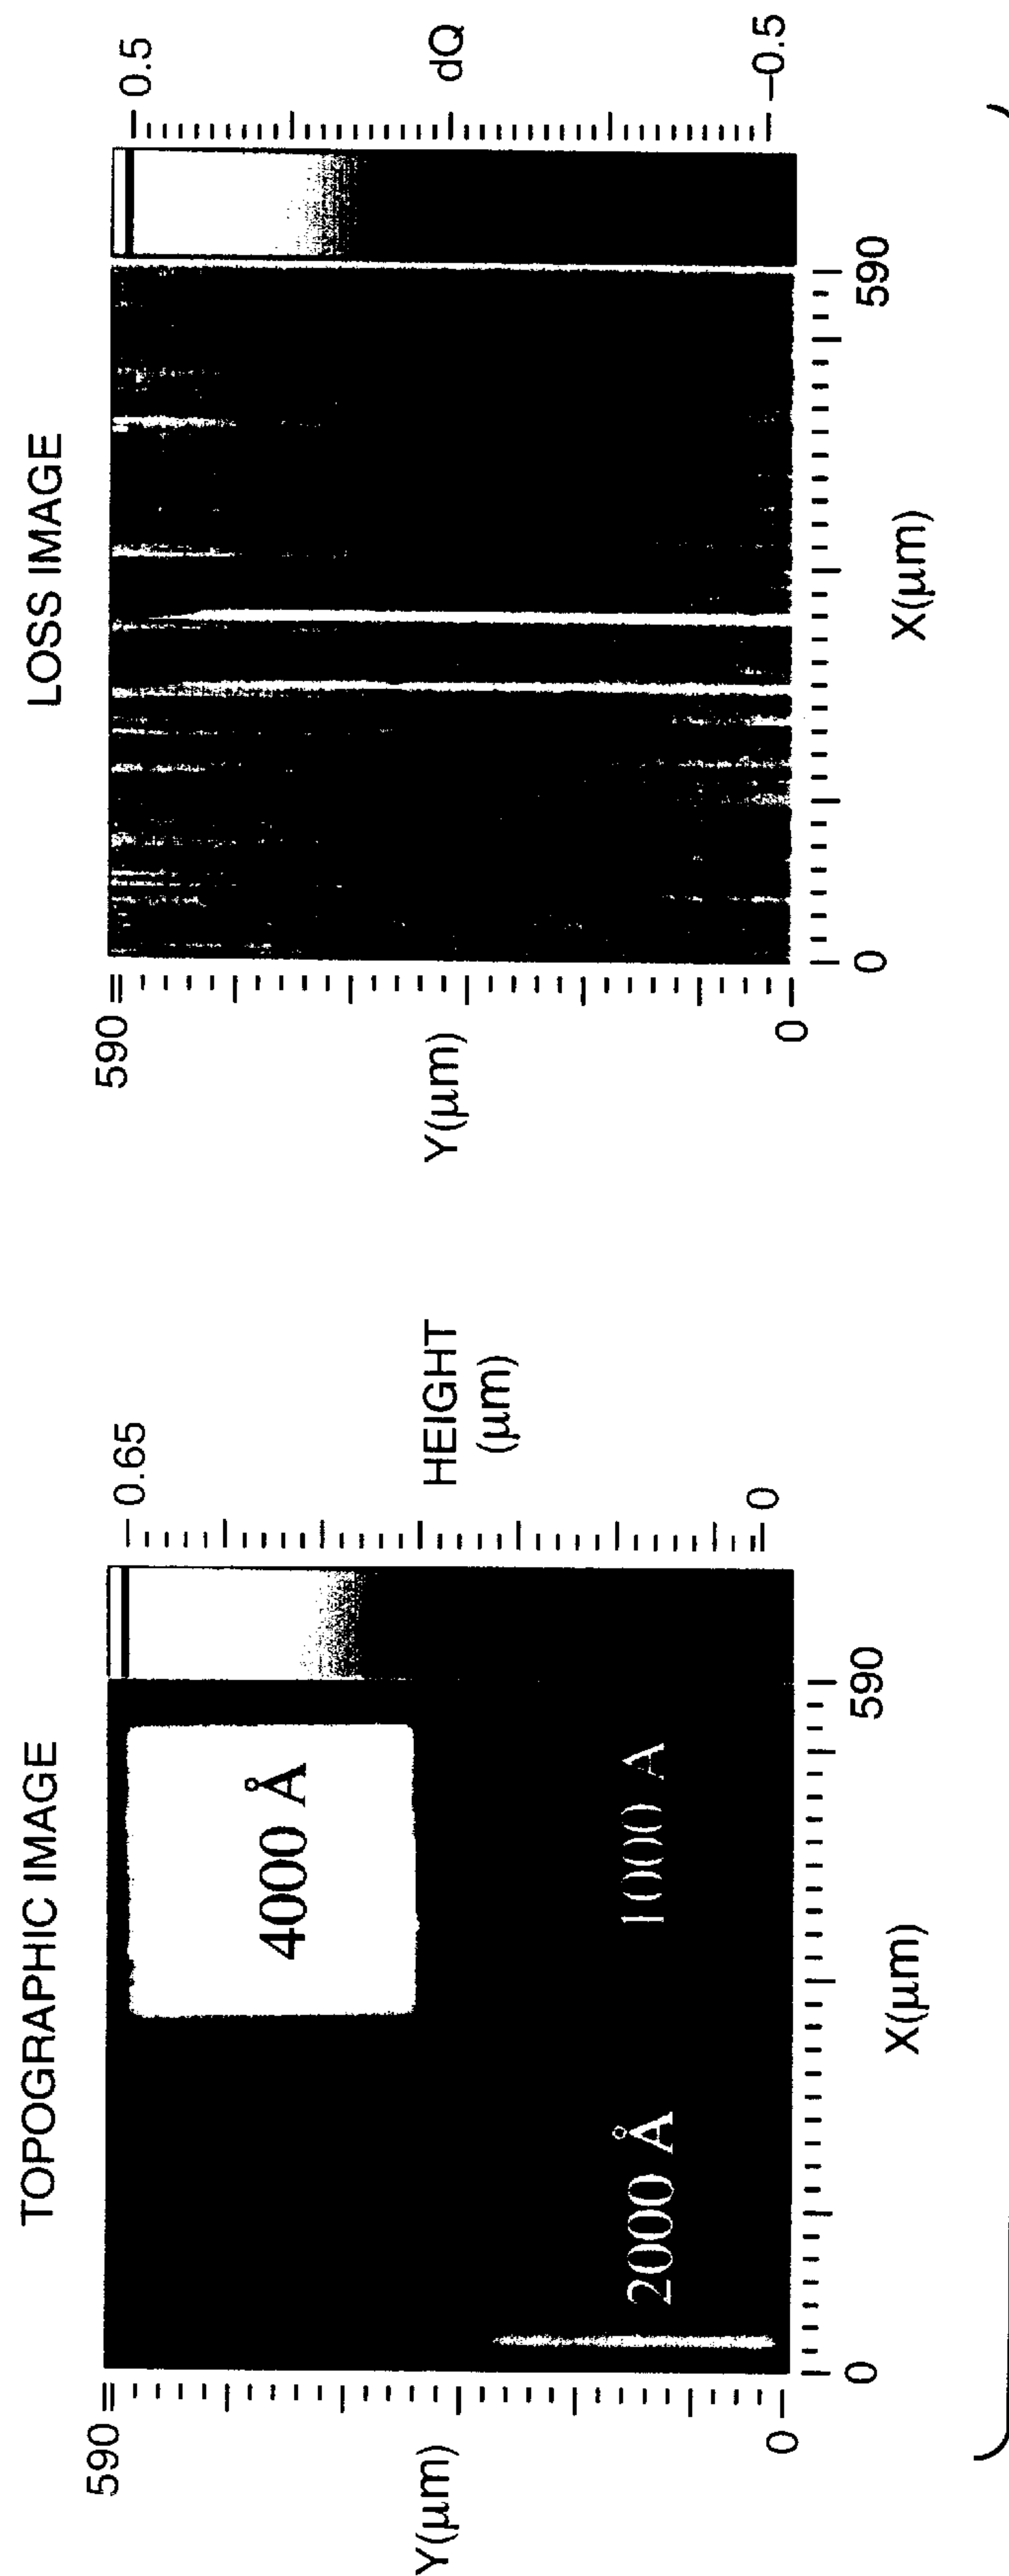 TOPOGRAPHIC IMAGE
590
Y(μm)
0
4000 Å
2000 Å
1000 A
0
590
X(μm)
0.65
HEIGHT
(μm)
0
LOSS IMAGE
590
Y(μm)
0
0
590
X(μm)
0.5
dQ
–0.5